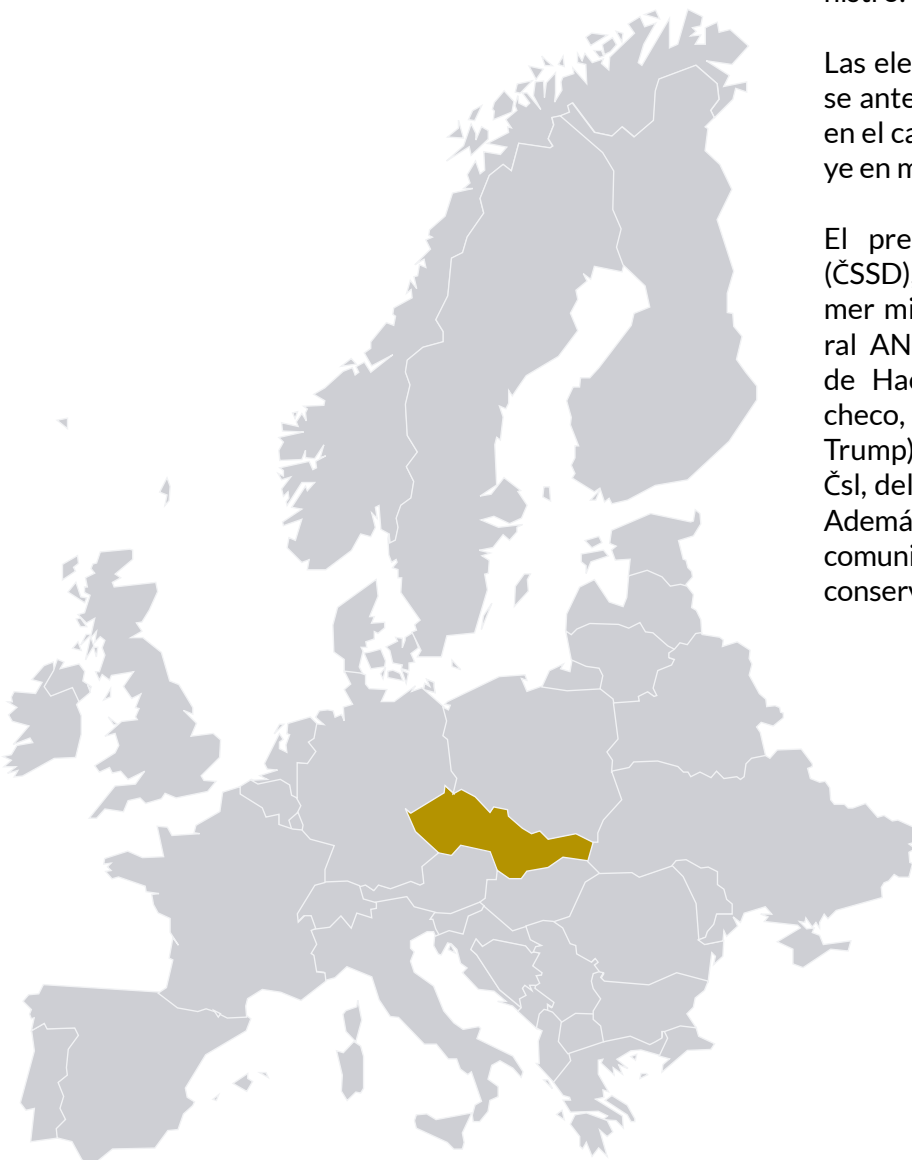 Las ele
se ante
en el ca
ye en m
El pre
(ČSSD)
mer mi
ral AN
de Hac
checo,
Trump)
Čsl, del
Ademá
comuni
conserv